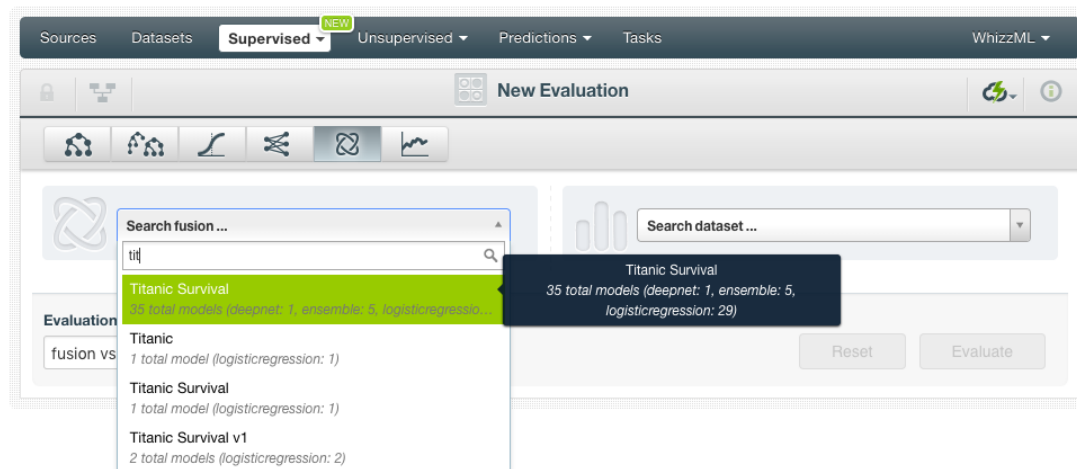 NEW
Sources Datasets Supervised Unsupervised Predictions Tasks WhizzML
New Evaluation
Search fusion ...
Search dataset ...
tit
Titanic Survival
35 total models (deepnet: 1, ensemble: 5, logisticregressio...
Titanic Survival
35 total models (deepnet: 1, ensemble: 5,
logisticregression: 29)
Evaluation
Titanic
1 total model (logisticregression: 1)
fusion vs
Reset Evaluate
Titanic Survival
1 total model (logisticregression: 1)
Titanic Survival v1
2 total models (logisticregression: 2)